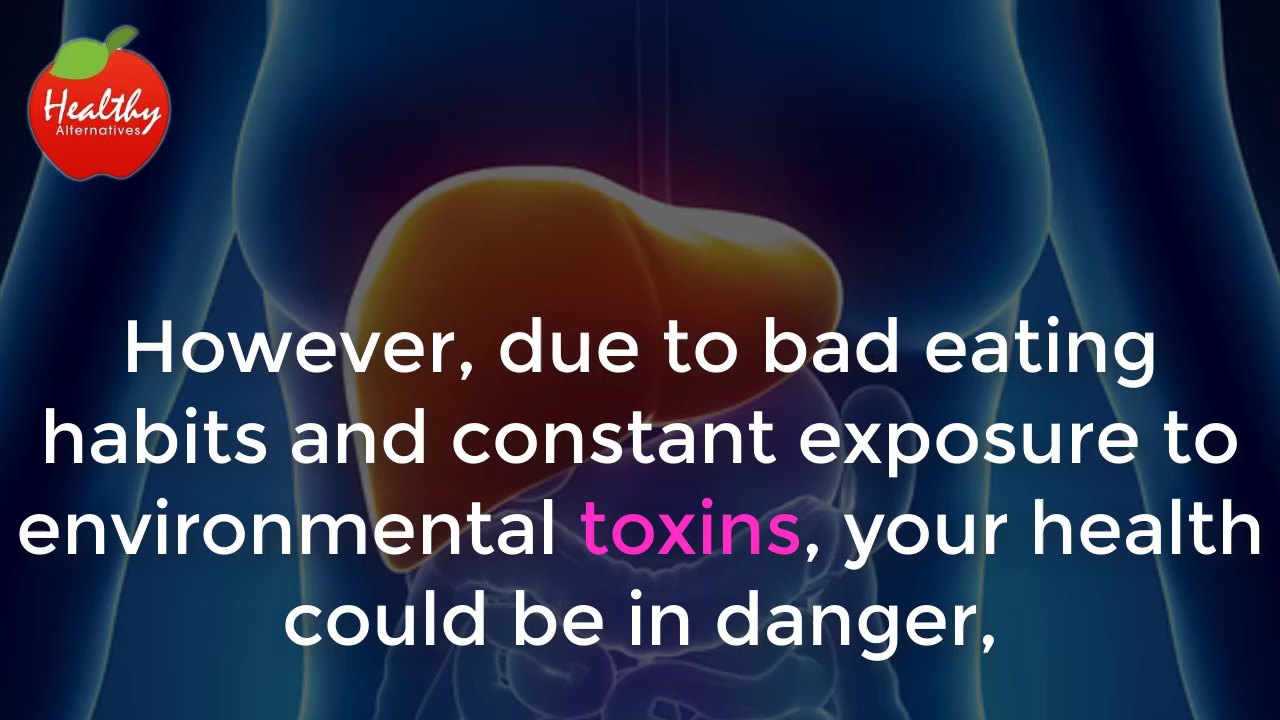 Healthy
Alternatives
However, due to bad eating
habits and constant exposure to
environmental toxins, your health
could be in danger,